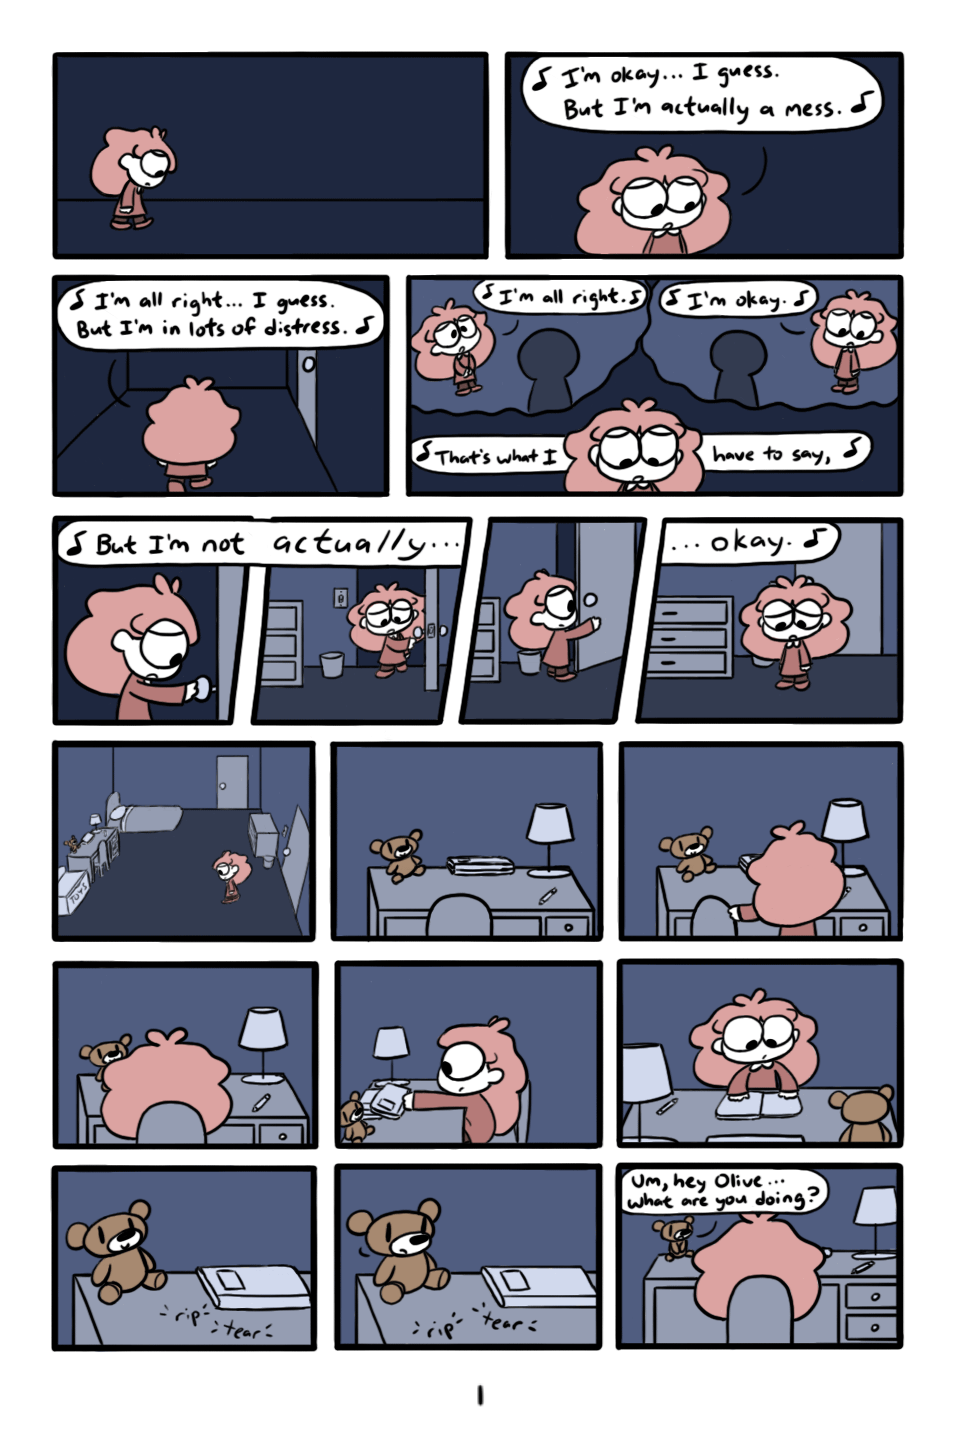 ♪ I'm okay... I guess.
But I'm actually a mess. ♪
♪ I'm all right... I guess.
But I'm in lots of distress. ♪
♪ I'm all right. ♪
♪ I'm okay. ♪
♪ That's what I
have to say, ♪
♪ But I'm not actually...
...okay. ♪
TOYS
rip
tear
rip
tear
Um, hey Olive...
what are you doing?
1